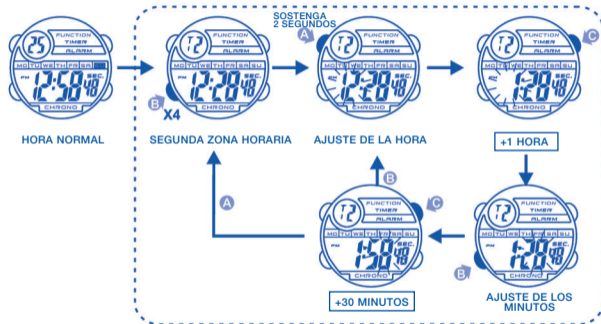 SOSTENGA
2 SEGUNDOS
A
C
25
FUNCTION
TIMER
ALARM
MO TU WE TH FR SA
12:58 48
SEC.
CHRONO
T2
FUNCTION
TIMER
ALARM
MO TU WE TH FR SA SU
PM
12:28 48
SEC.
CHRONO
B
X4
T2
FUNCTION
TIMER
ALARM
MO TU WE TH FR SA SU
12:28 48
SEC.
CHRONO
T2
FUNCTION
TIMER
ALARM
MO TU WE TH FR SA SU
1:28 48
SEC.
CHRONO
HORA NORMAL
SEGUNDA ZONA HORARIA
AJUSTE DE LA HORA
+1 HORA
A
B
C
T2
FUNCTION
TIMER
ALARM
MO TU WE TH FR SA SU
PM
1:58 48
SEC.
CHRONO
T2
FUNCTION
TIMER
ALARM
MO TU WE TH FR SA SU
PM
1:28 48
SEC.
CHRONO
B
+30 MINUTOS
AJUSTE DE LOS
MINUTOS